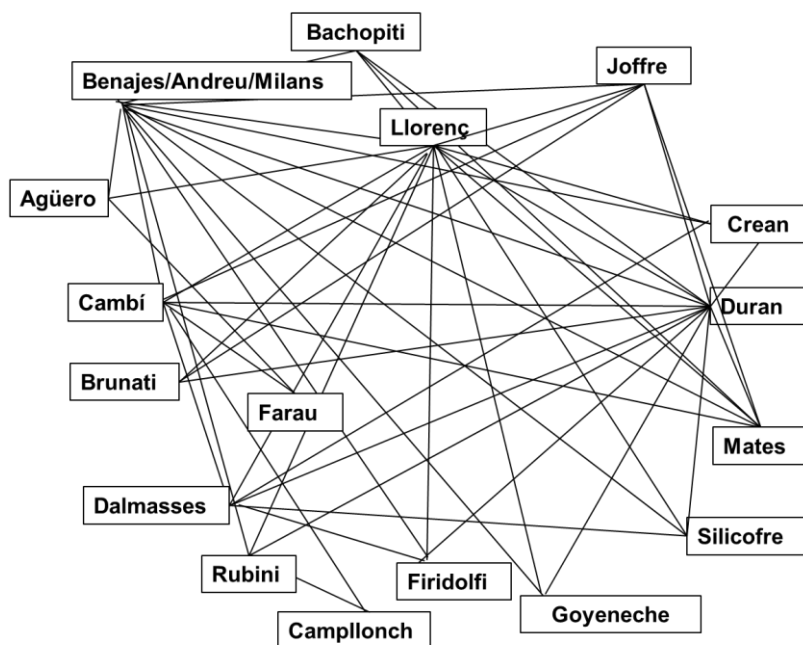 Bachopiti
Joffre
Benajes/Andreu/Milans
Llorenç
Agüero
Crean
Cambí
Duran
Brunati
Farau
Mates
Dalmasses
Silicofre
Rubini
Firidolfi
Goyeneche
Campllonch